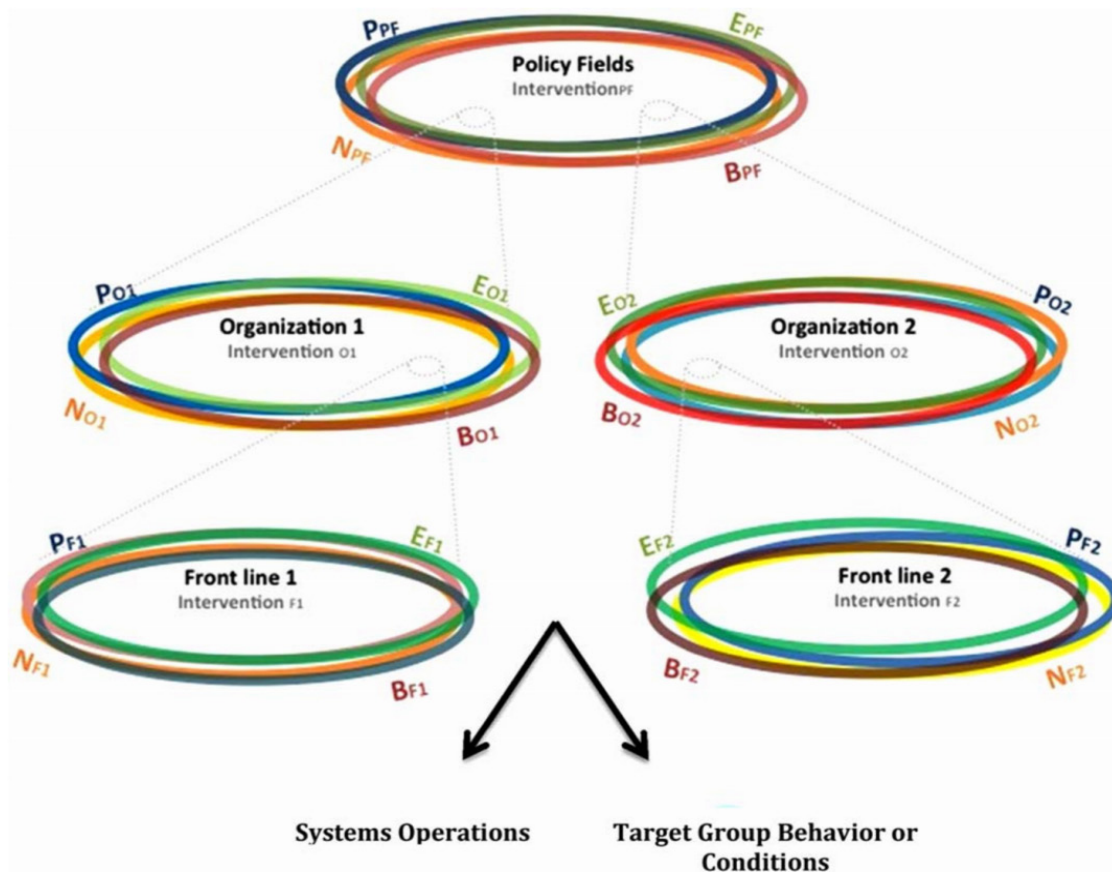 PPF
EPF
Policy Fields
InterventionPF
NPF
BPF
PO1
EO1
Organization 1
Intervention O1
NO1
BO1
EO2
PO2
Organization 2
Intervention O2
BO2
NO2
PF1
EF1
Front line 1
Intervention F1
NF1
BF1
EF2
PF2
Front line 2
Intervention F2
BF2
NF2
Systems Operations
Target Group Behavior or
Conditions